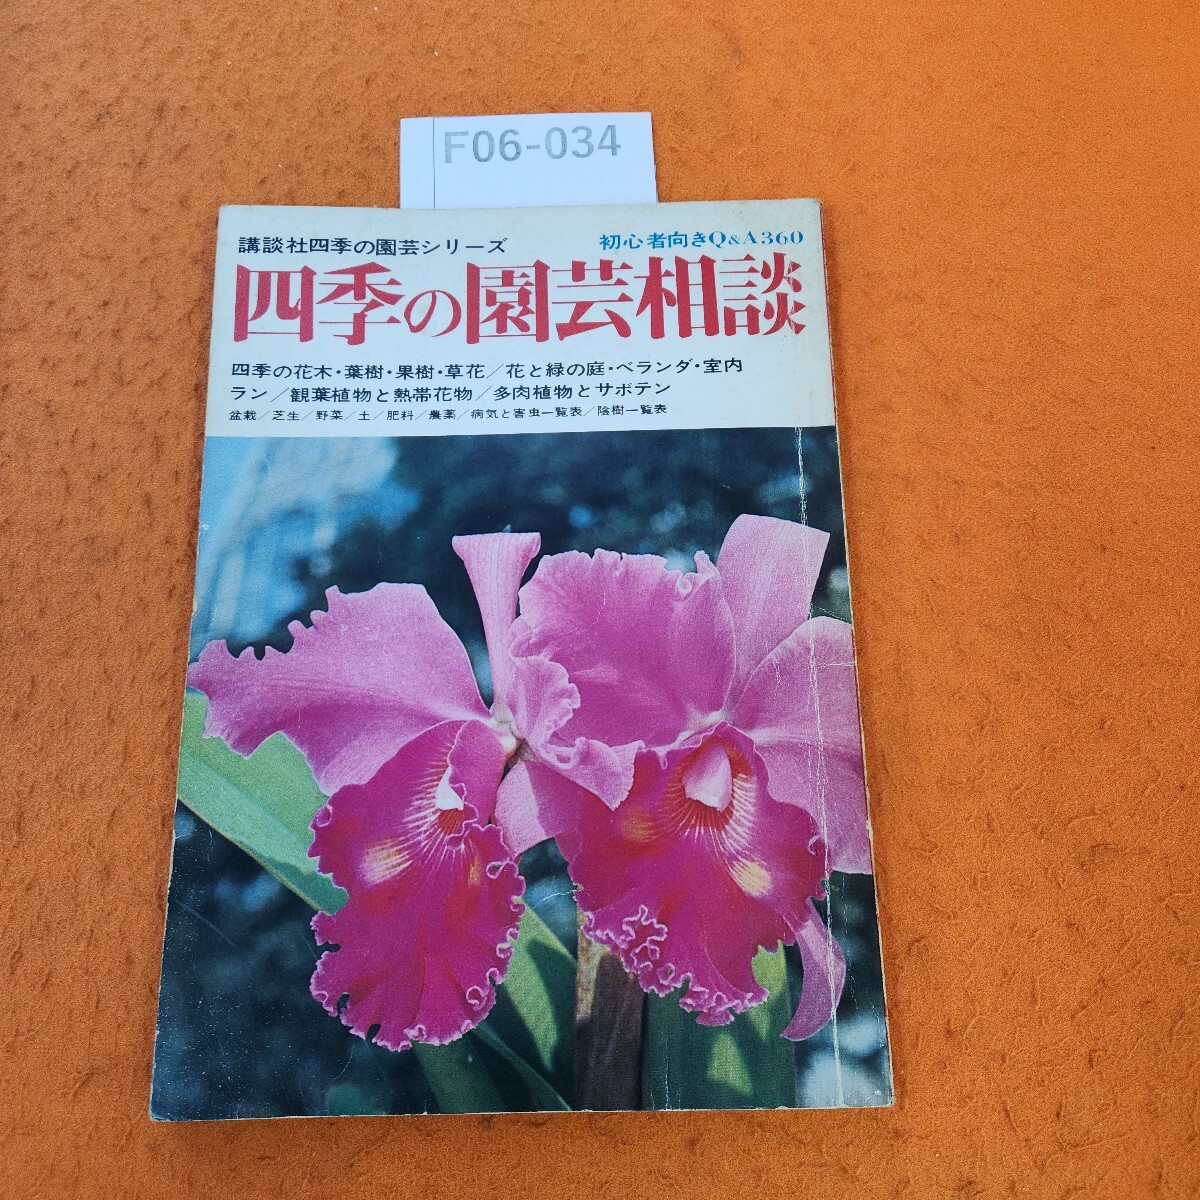 F06-034
講談社四季の園芸シリーズ
初心者向きQ&A360
四季の園芸相談
四季の花木・葉樹・果樹・草花／花と緑の庭・ベランダ・室内
ラン／観葉植物と熱帯花物／多肉植物とサボテン
盆栽／芝生／野菜／土／肥料／農薬／病気と害虫一覧表／陰樹一覧表